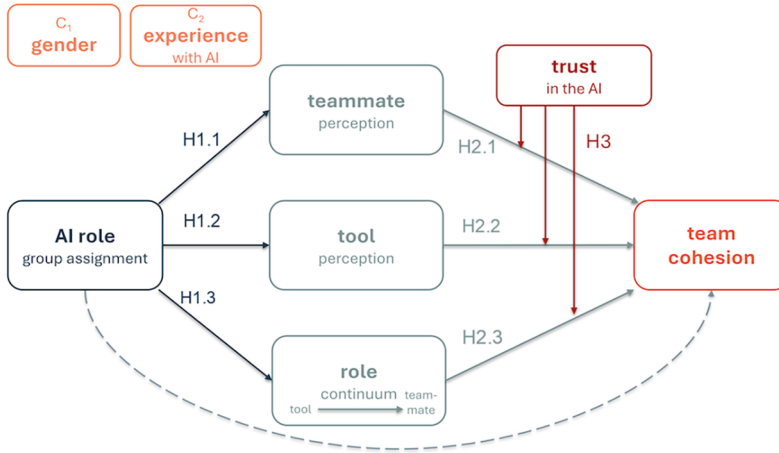 C₁
gender
C₂
experience
with AI
trust
in the AI
teammate
perception
H1.1
H2.1
H3
AI role
group assignment
H1.2
tool
perception
H2.2
team
cohesion
H1.3
H2.3
role
continuum
tool
team-
mate